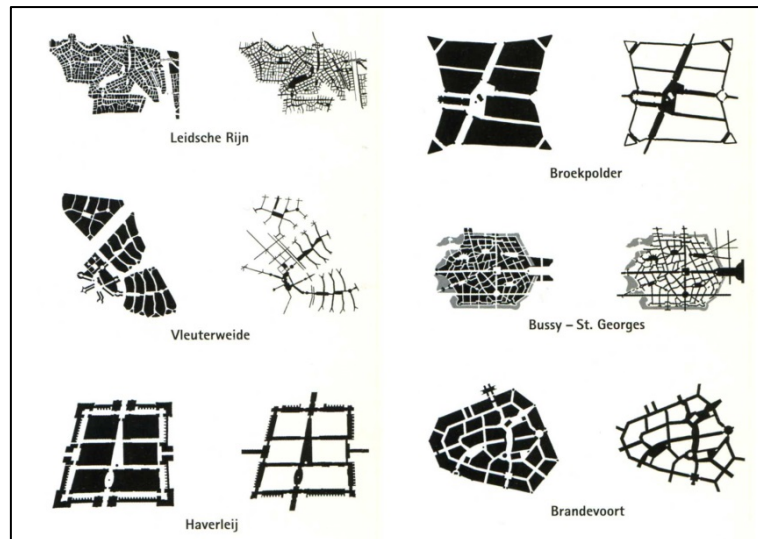 Leidsche Rijn
Broekpolder
Vleuterweide
Bussy – St. Georges
Haverleij
Brandevoort